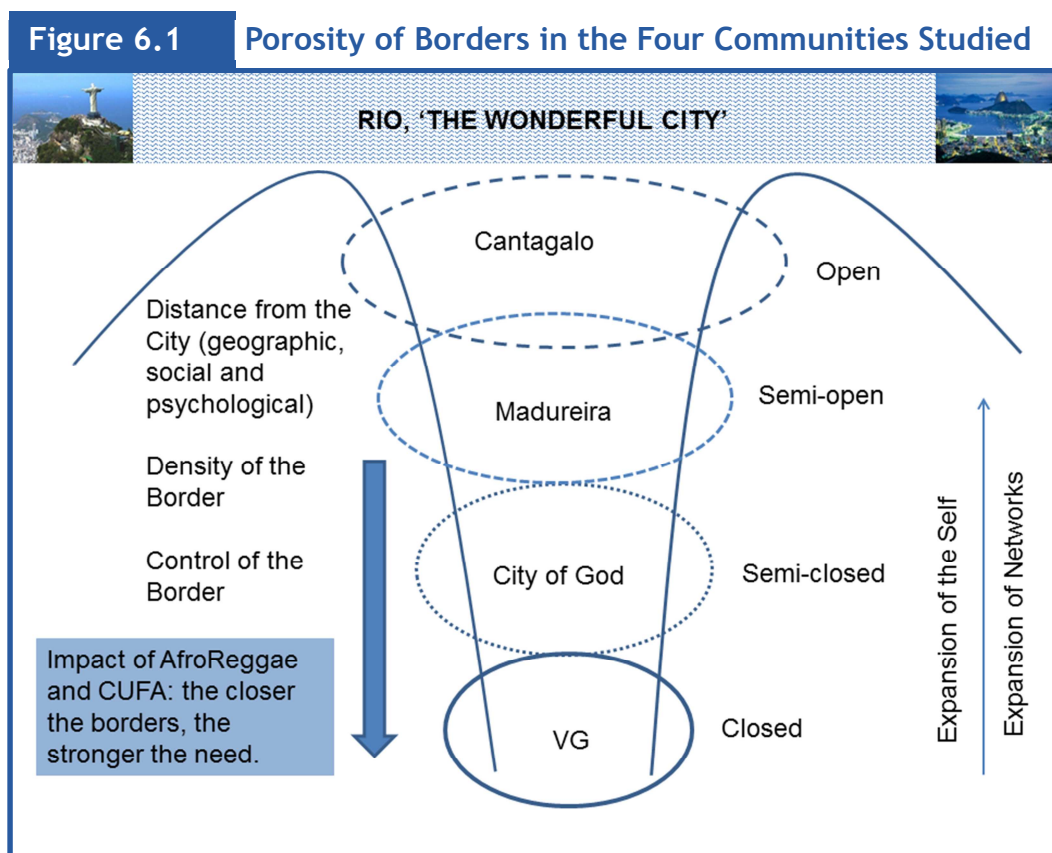 Figure 6.1 Porosity of Borders in the Four Communities Studied
RIO, ‘THE WONDERFUL CITY’
Cantagalo
Open
Distance from the
City (geographic,
social and
psychological)
Madureira
Semi-open
Density of the
Border
Control of the
Border
City of God
Semi-closed
Impact of AfroReggae
and CUFA: the closer
the borders, the
stronger the need.
VG
Closed
Expansion of the Self
Expansion of Networks